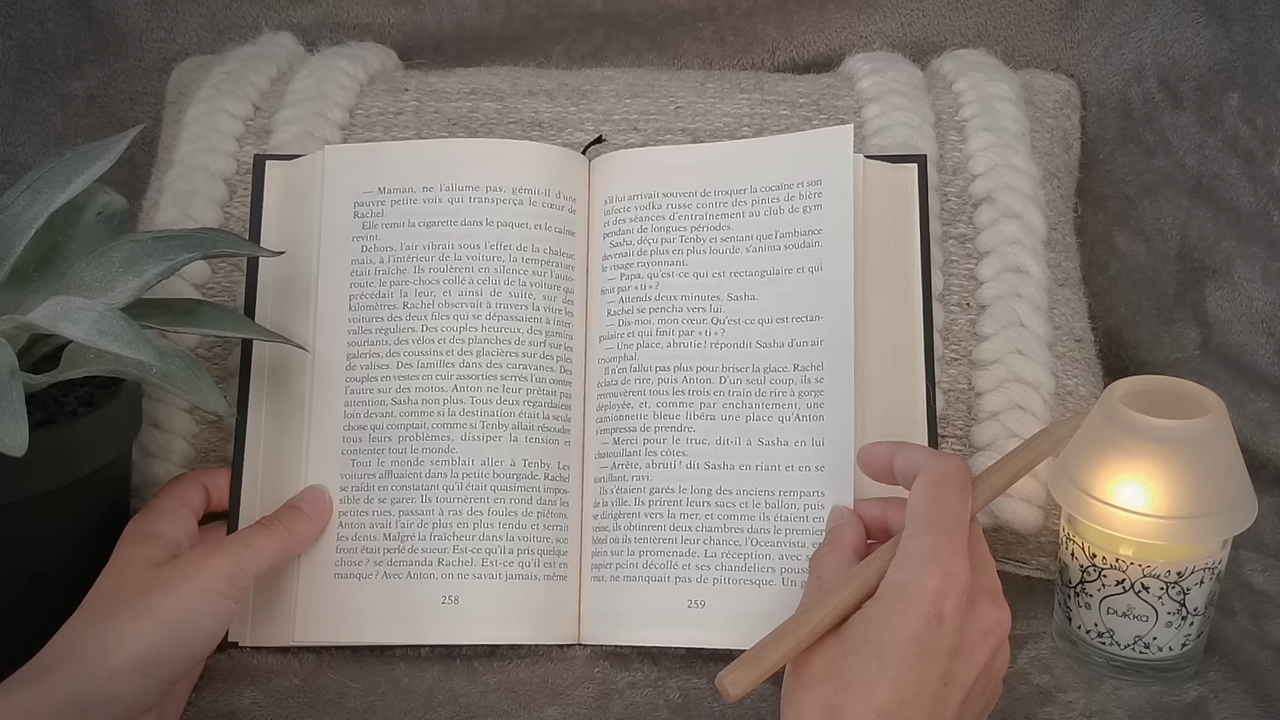 — Maman, ne l'allume pas, gémit-il d'une
pauvre petite voix qui transperça le cœur de
Rachel.
Elle remit la cigarette dans le paquet, et le calme
revint.
Dehors, l'air vibrait sous l'effet de la chaleur,
mais, à l'intérieur de la voiture, la température
était fraîche. Ils roulèrent en silence sur l'auto-
route, le pare-chocs collé à celui de la voiture qui
précédait la leur, et ainsi de suite, sur des
kilomètres. Rachel observait à travers la vitre les
voitures des deux files qui se dépassaient à inter-
valles réguliers. Des couples heureux, des gamins
souriants, des vélos et des planches de surf sur les
galeries, des coussins et des glacières sur des piles
de valises. Des familles dans des caravanes. Des
couples en vestes en cuir assorties serrés l'un contre
l'autre sur des motos. Anton ne leur prêtait pas
attention, Sasha non plus. Tous deux regardaient
loin devant, comme si la destination était la seule
chose qui comptait, comme si Tenby allait résoudre
tous leurs problèmes, dissiper la tension et
contenter tout le monde.
Tout le monde semblait aller à Tenby. Les
voitures affluaient dans la petite bourgade. Rachel
se raidit en constatant qu'il était quasiment impos-
sible de se garer. Ils tournèrent en rond dans les
petites rues, passant à ras des foules de piétons.
Anton avait l'air de plus en plus tendu et serrait
les dents. Malgré la fraîcheur dans la voiture, son
front était perlé de sueur. Est-ce qu'il a pris quelque
chose ? se demanda Rachel. Est-ce qu'il est en
manque ? Avec Anton, on ne savait jamais, même
258
s'il lui arrivait souvent de troquer la cocaïne et son
infecte vodka russe contre des pintes de bière
et des séances d'entraînement au club de gym
pendant de longues périodes.
Sasha, déçu par Tenby et sentant que l'ambiance
devenait de plus en plus lourde, s'anima soudain,
le visage rayonnant.
— Papa, qu'est-ce qui est rectangulaire et qui
finit par « ti » ?
— Attends deux minutes, Sasha.
Rachel se pencha vers lui.
— Dis-moi, mon cœur. Qu'est-ce qui est rectan-
gulaire et qui finit par « ti » ?
— Une place, abrutie ! répondit Sasha d'un air
triomphal.
Il n'en fallut pas plus pour briser la glace. Rachel
éclata de rire, puis Anton. D'un seul coup, ils se
retrouvèrent tous les trois en train de rire à gorge
déployée, et, comme par enchantement, une
camionnette bleue libéra une place qu'Anton
s'empressa de prendre.
— Merci pour le truc, dit-il à Sasha en lui
chatouillant les côtes.
— Arrête, abruti ! dit Sasha en riant et en se
tortillant, ravi.
Ils s'étaient garés le long des anciens remparts
de la ville. Ils prirent leurs sacs et le ballon, puis
se dirigèrent vers la mer, et comme ils étaient en
veine, ils obtinrent deux chambres dans le premier
hôtel où ils tentèrent leur chance, l'Oceanvista, en
plein sur la promenade. La réception, avec
papier peint décollé et ses chandeliers
reux, ne manquait pas de pittoresque. Un
259
pukka